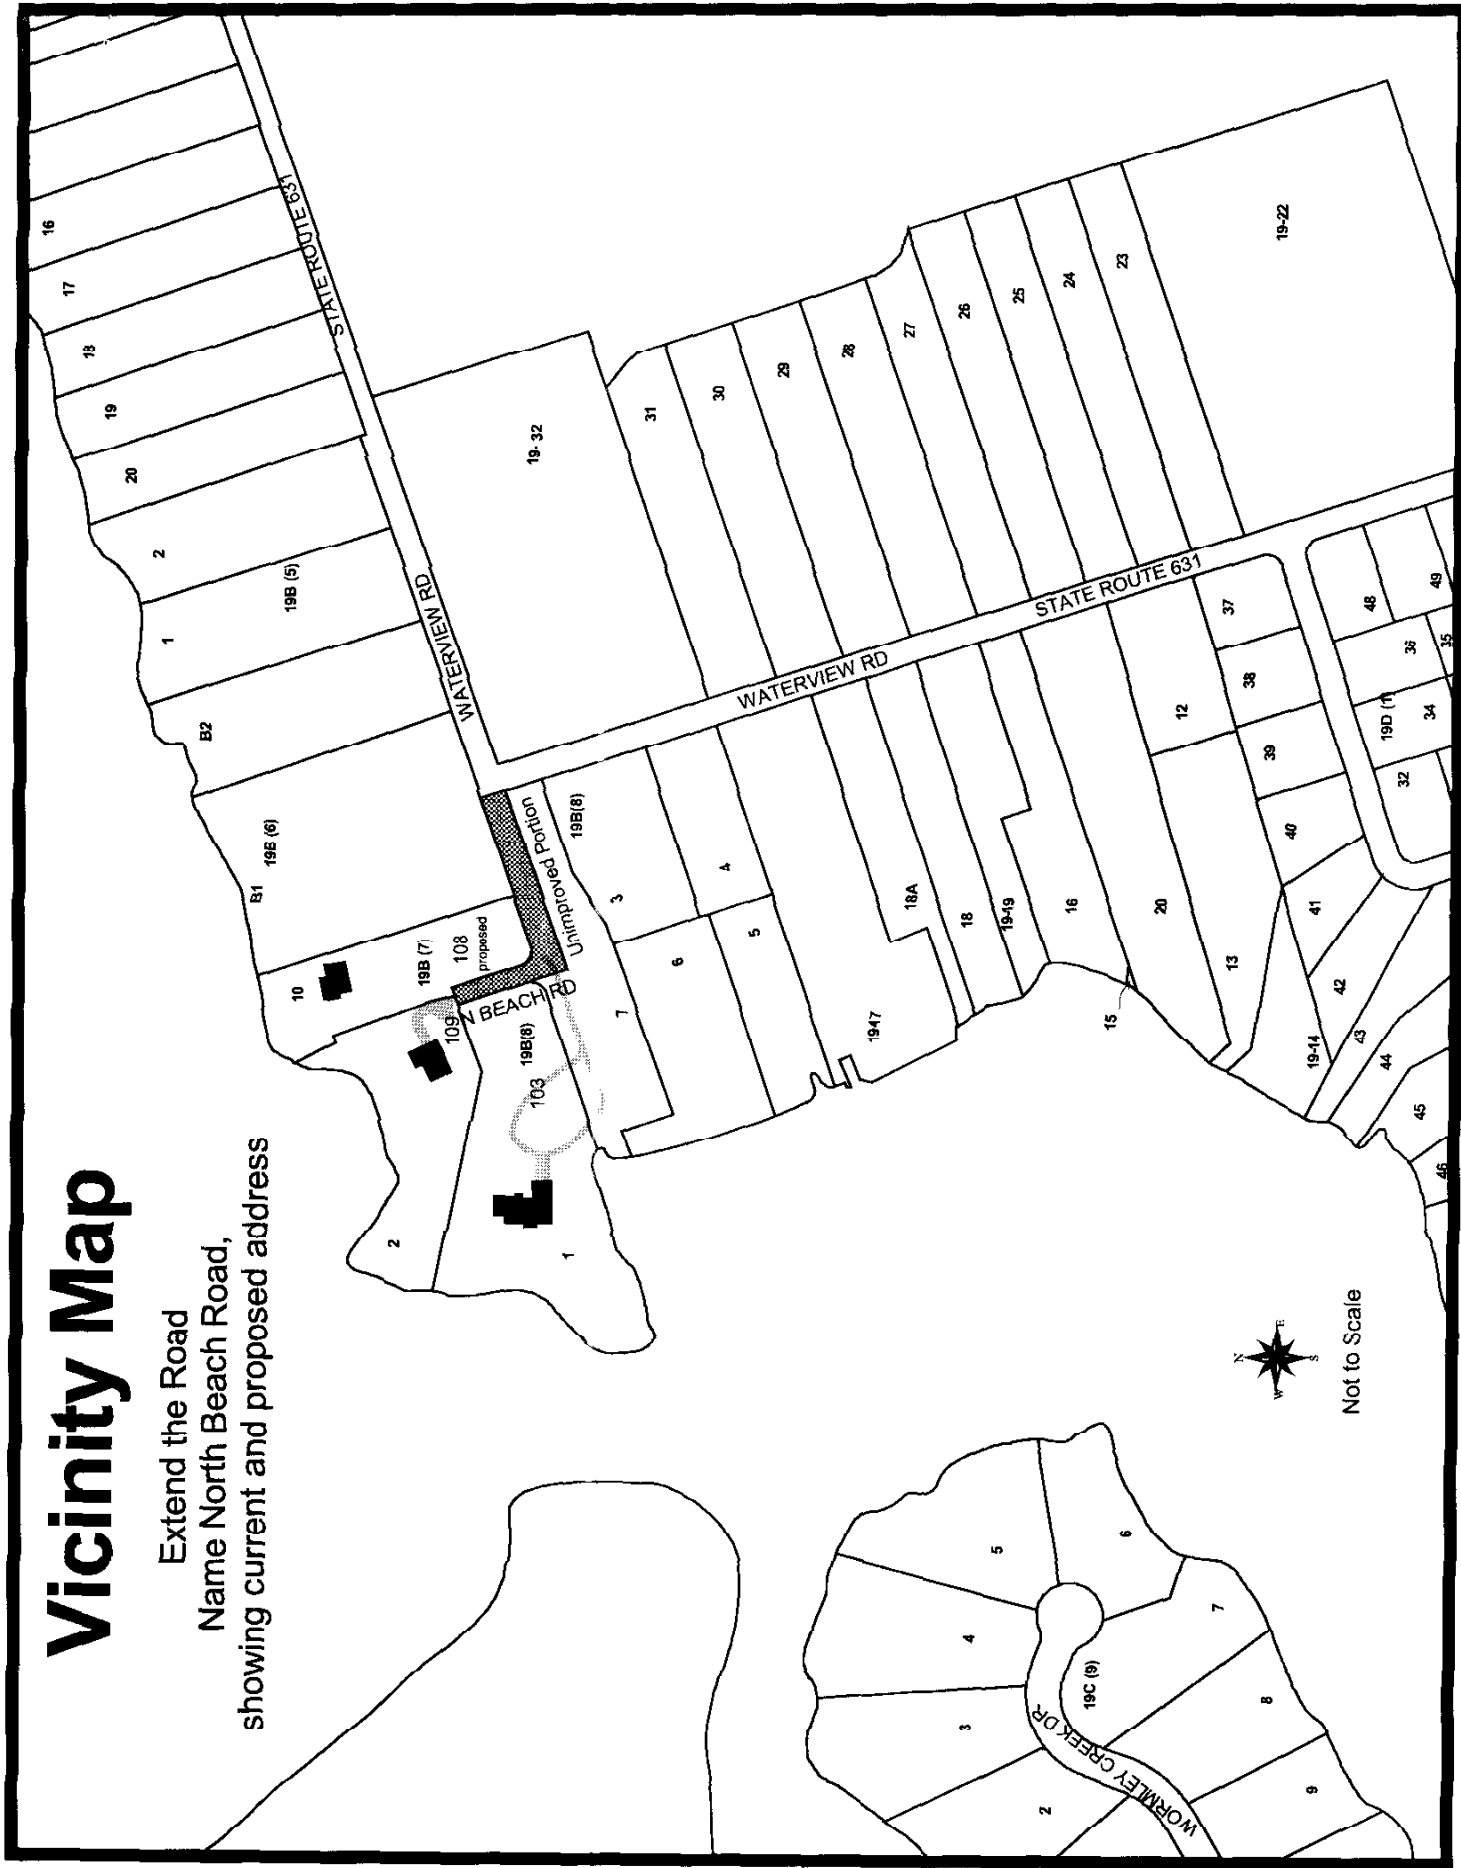 Vicinity Map
Extend the Road
Name North Beach Road,
showing current and proposed address
16
17
18
19
20
2
1
19B (5)
B2
B1
19B (6)
10
19B (7)
108
proposed
109
N BEACH RD
19B(8)
103
2
1
STATE ROUTE 631
WATERVIEW RD
Unimproved Portion
19B(8)
3
4
5
6
7
19-32
31
30
29
28
27
26
25
24
23
19-22
WATERVIEW RD
STATE ROUTE 631
1947
18A
18
19-19
16
15
20
13
12
19-14
37
38
39
40
41
42
43
44
45
46
48
49
36
35
34
32
19D (1)
N
E
S
W
Not to Scale
5
6
4
7
3
19C (9)
8
2
9
WORMLEY CREEK DR